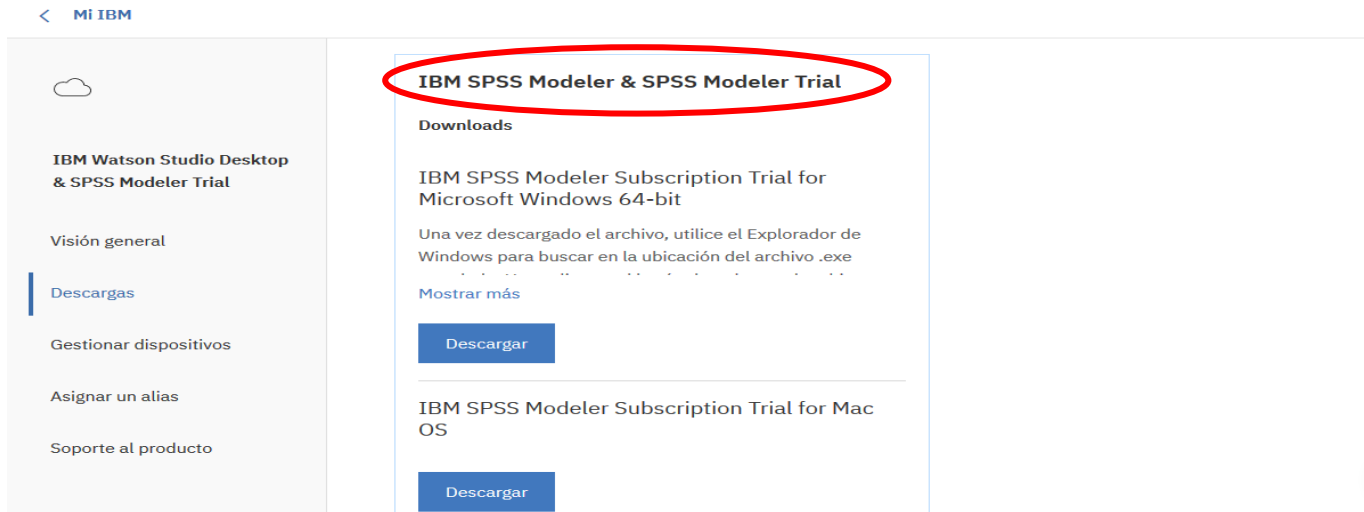 Mi IBM
IBM Watson Studio Desktop
& SPSS Modeler Trial
Visión general
Descargas
Gestionar dispositivos
Asignar un alias
Soporte al producto
IBM SPSS Modeler & SPSS Modeler Trial
Downloads
IBM SPSS Modeler Subscription Trial for
Microsoft Windows 64-bit
Una vez descargado el archivo, utilice el Explorador de
Windows para buscar en la ubicación del archivo .exe
Mostrar más
Descargar
IBM SPSS Modeler Subscription Trial for Mac
OS
Descargar